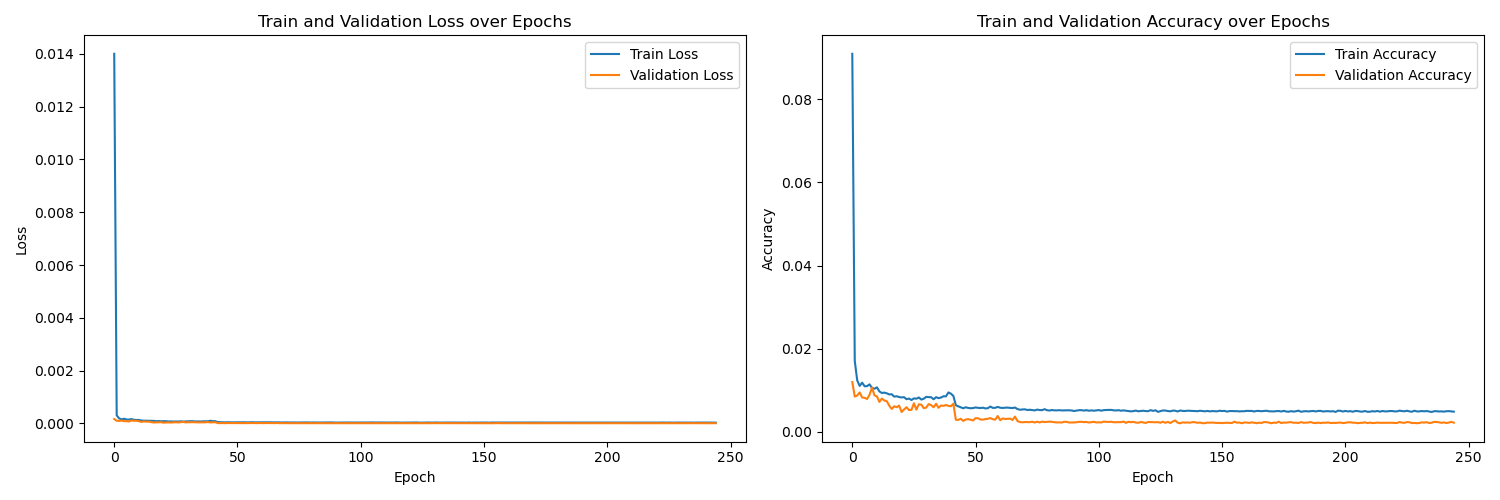 Train and Validation Loss over Epochs
Train Loss
Validation Loss
0.014
0.012
0.010
0.008
0.006
0.004
0.002
0.000
Loss
0
50
100
150
200
250
Epoch
Train and Validation Accuracy over Epochs
Train Accuracy
Validation Accuracy
0.08
0.06
0.04
0.02
0.00
Accuracy
0
50
100
150
200
250
Epoch